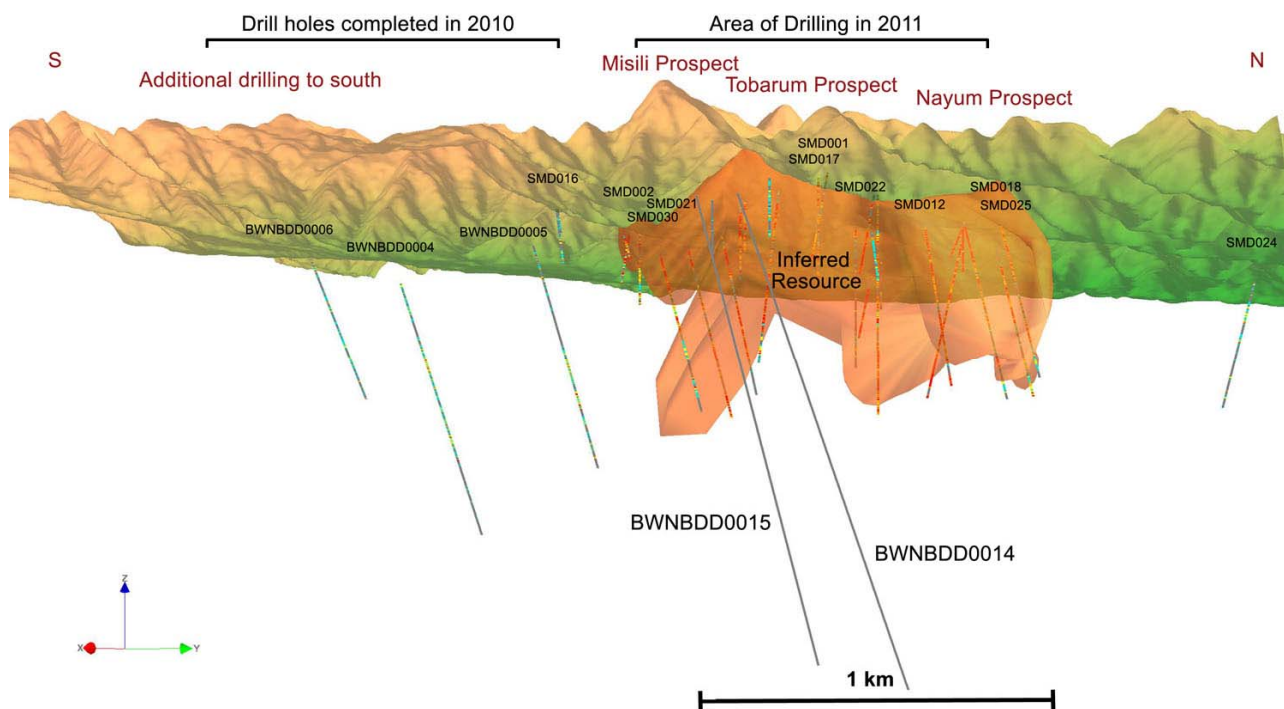 Drill holes completed in 2010
Area of Drilling in 2011
S
Misili Prospect
N
Additional drilling to south
Tobarum Prospect
Nayum Prospect
SMD001
SMD017
SMD016
SMD002
SMD022
SMD018
SMD021
SMD012
SMD025
SMD030
BWNBDD0006
BWNBDD0005
BWNBDD0004
SMD024
Inferred
Resource
BWNBDD0015
BWNBDD0014
Z
X
Y
1 km